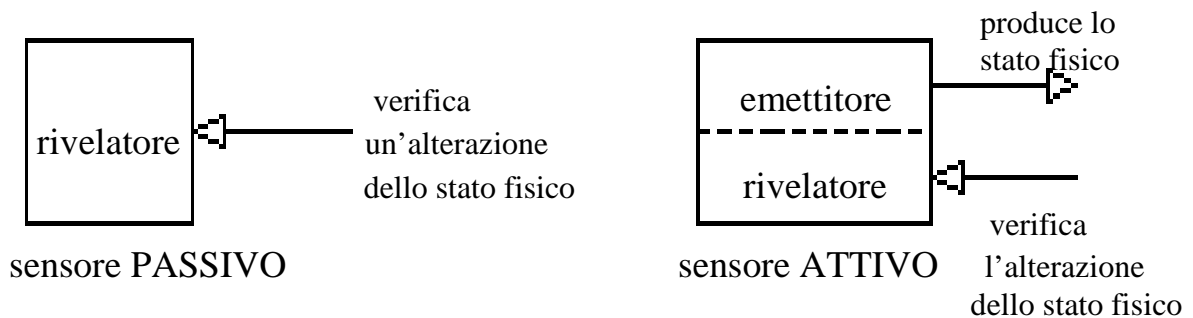 rivelatore
verifica
un'alterazione
dello stato fisico
sensore PASSIVO
produce lo
stato fisico
emettitore
rivelatore
verifica
l'alterazione
dello stato fisico
sensore ATTIVO